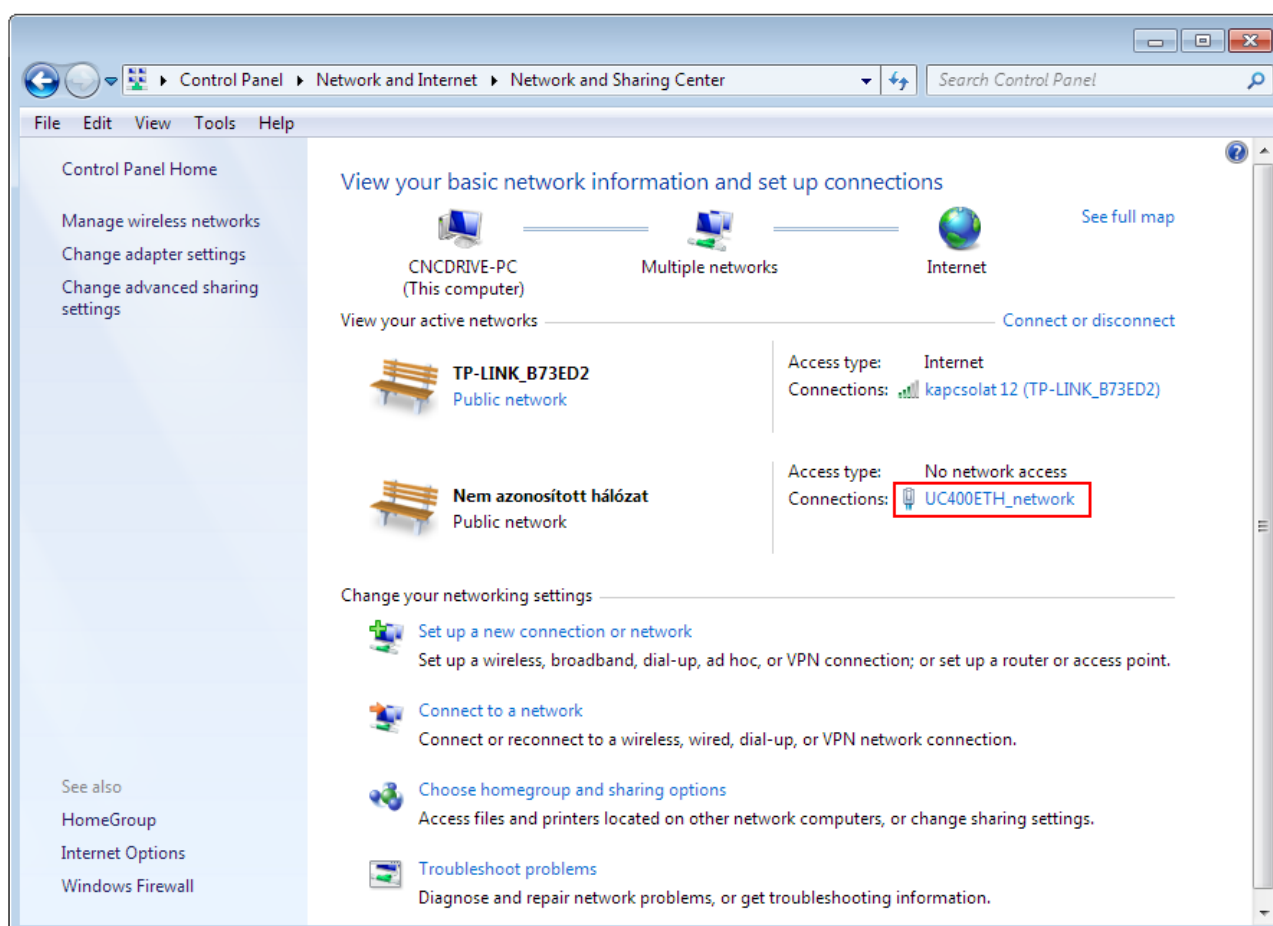 Control Panel ▸ Network and Internet ▸ Network and Sharing Center
Search Control Panel
File Edit View Tools Help
Control Panel Home
Manage wireless networks
Change adapter settings
Change advanced sharing
settings
See also
HomeGroup
Internet Options
Windows Firewall
View your basic network information and set up connections
See full map
CNCDRIVE-PC
(This computer)
Multiple networks
Internet
View your active networks
Connect or disconnect
TP-LINK_B73ED2
Public network
Access type: Internet
Connections: kapcsolat 12 (TP-LINK_B73ED2)
Nem azonosított hálózat
Public network
Access type: No network access
Connections: UC400ETH_network
Change your networking settings
Set up a new connection or network
Set up a wireless, broadband, dial-up, ad hoc, or VPN connection; or set up a router or access point.
Connect to a network
Connect or reconnect to a wireless, wired, dial-up, or VPN network connection.
Choose homegroup and sharing options
Access files and printers located on other network computers, or change sharing settings.
Troubleshoot problems
Diagnose and repair network problems, or get troubleshooting information.